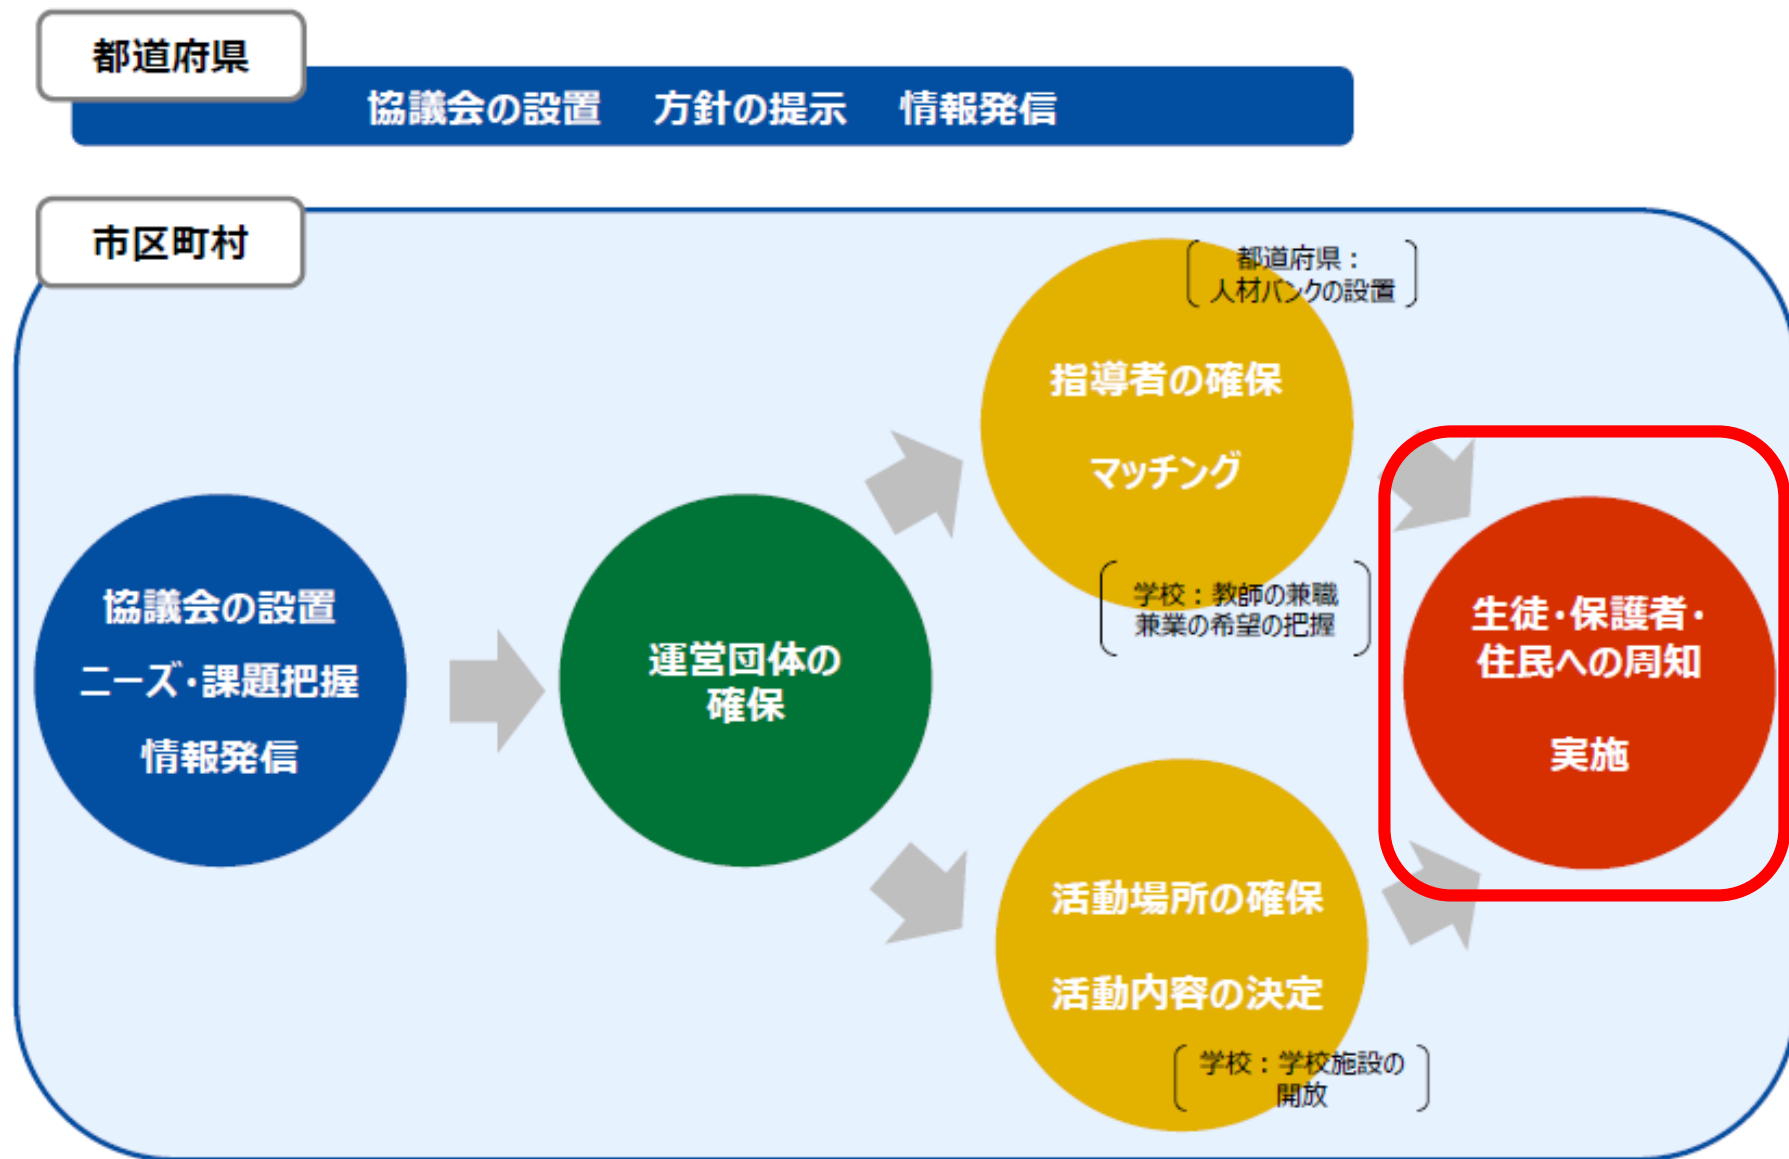 都道府県
協議会の設置 方針の提示 情報発信
市区町村
協議会の設置
ニーズ・課題把握
情報発信
運営団体の
確保
都道府県：
人材バンクの設置
指導者の確保
マッチング
学校：教師の兼職
兼業の希望の把握
活動場所の確保
活動内容の決定
学校：学校施設の
開放
生徒・保護者・
住民への周知
実施